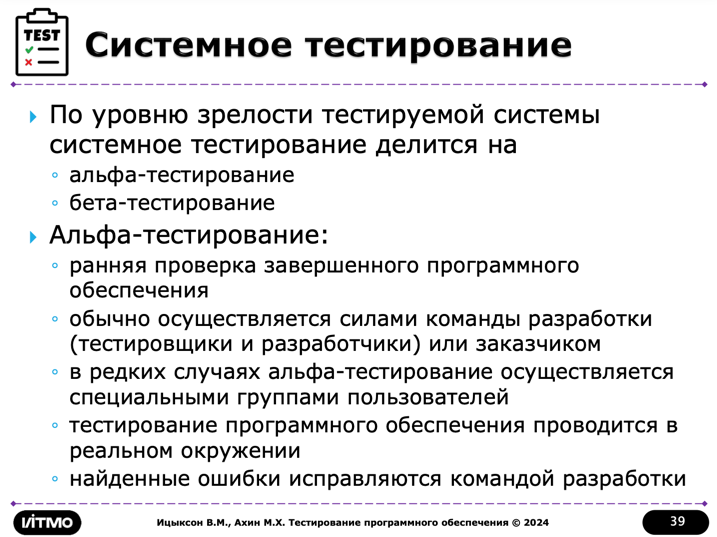 TEST
Системное тестирование
По уровню зрелости тестируемой системы
системное тестирование делится на
альфа-тестирование
бета-тестирование
Альфа-тестирование:
ранняя проверка завершенного программного
обеспечения
обычно осуществляется силами команды разработки
(тестировщики и разработчики) или заказчиком
в редких случаях альфа-тестирование осуществляется
специальными группами пользователей
тестирование программного обеспечения проводится в
реальном окружении
найденные ошибки исправляются командой разработки
ИТМО
Ицыксон В.М., Ахин М.Х. Тестирование программного обеспечения © 2024
39